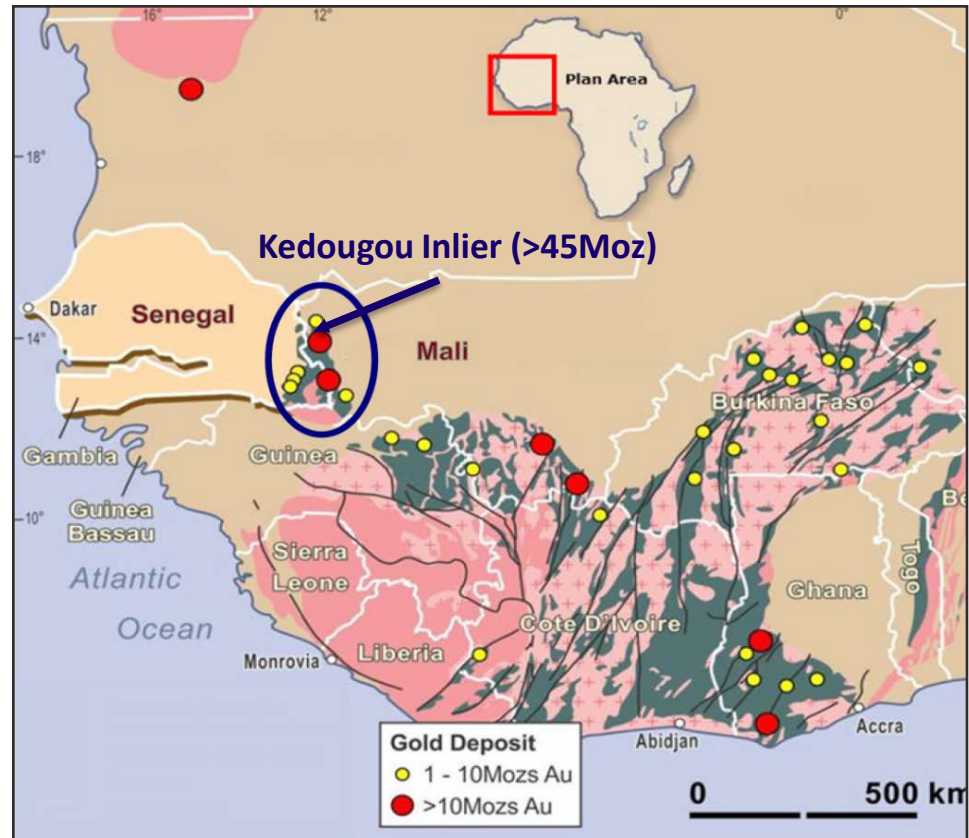 16°
12°
0°
Plan Area
18°
Kedougou Inlier (>45Moz)
Dakar
Senegal
14°
Mali
Burkina Faso
Gambia
Guinea
Guinea
Bassau
10°
Be
Togo
Sierra
Leone
Atlantic
Ocean
Ghana
Cote D'Ivoire
Liberia
Monrovia
Abidjan
Accra
Gold Deposit
1 - 10Mozs Au
>10Mozs Au
0
500 km